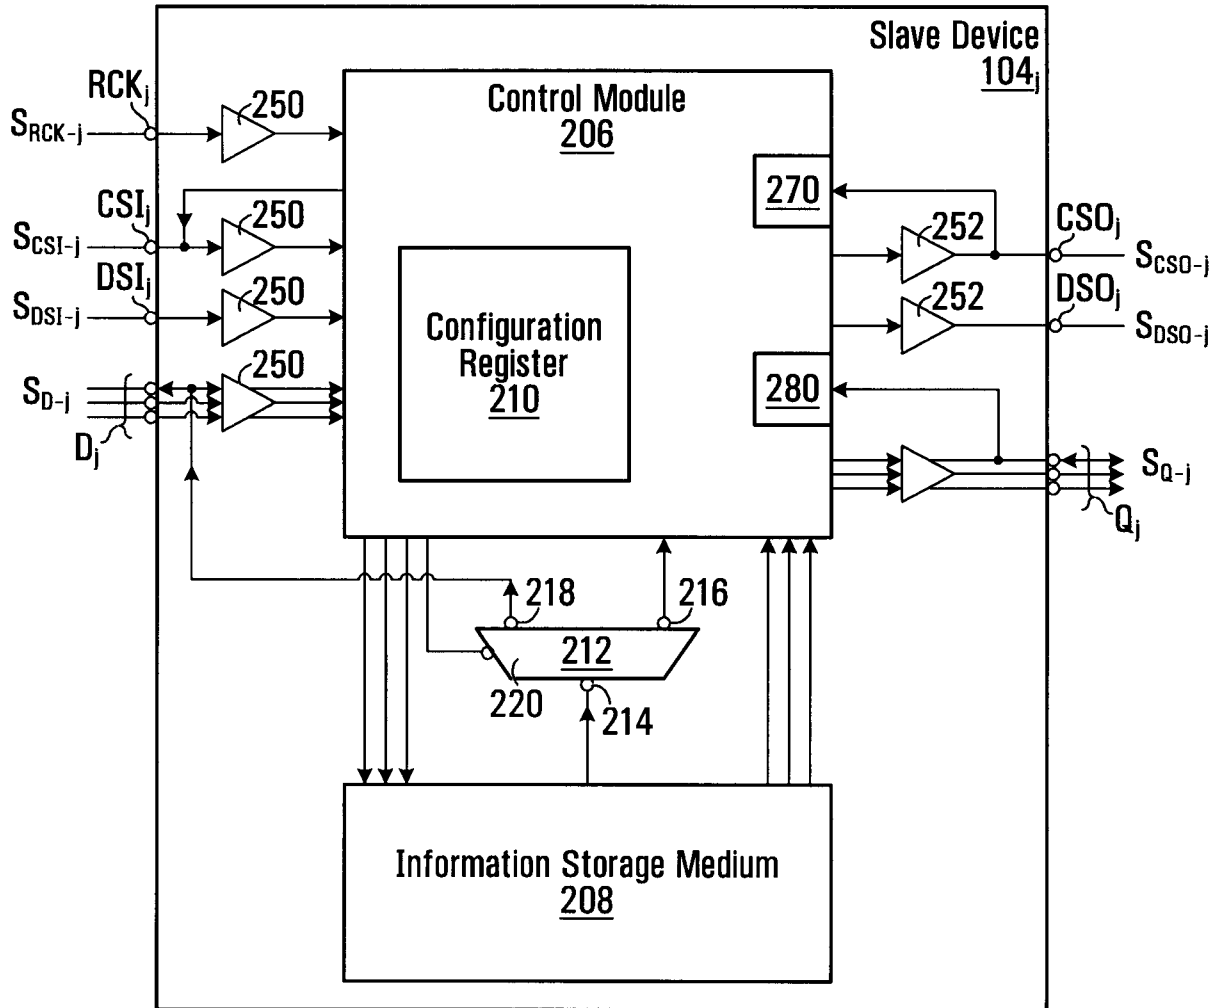 Slave Device
104j
RCKj
250
SRCK-j
Control Module
206
270
CSIj
250
SCSI-j
252
CSOj
SCSO-j
DSIj
250
SDSI-j
252
DSOj
SDSO-j
Configuration
Register
210
250
SD-j
Dj
280
SQ-j
Qj
218
216
212
220
214
Information Storage Medium
208